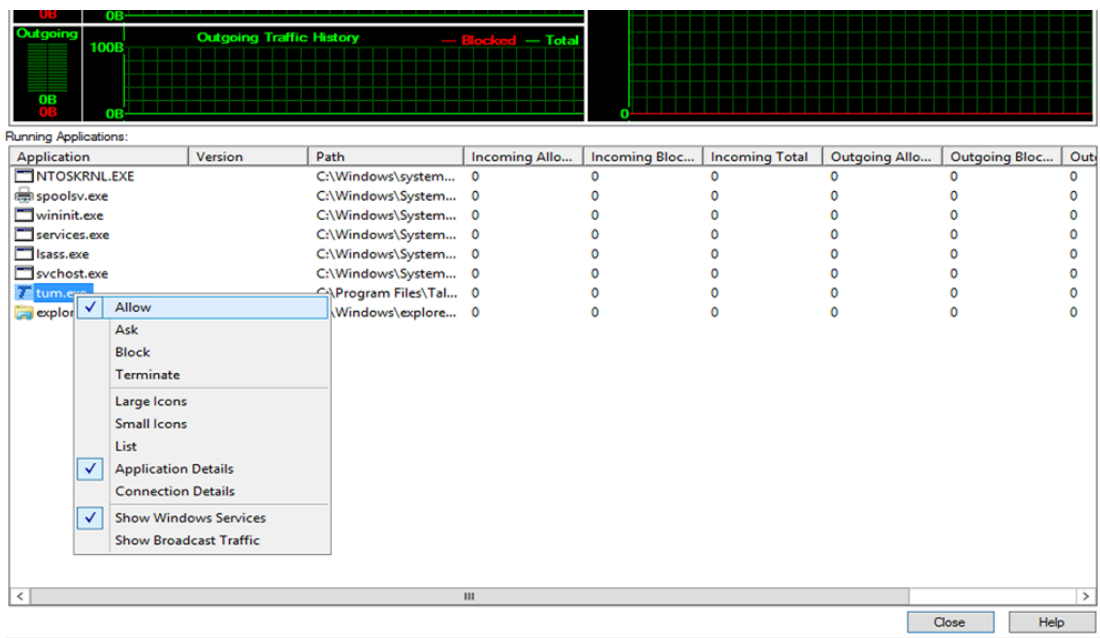 0B 0B
Outgoing Outgoing Traffic History — Blocked — Total
100B
0B
0B 0B 0
Running Applications:
Application Version Path Incoming Allo... Incoming Bloc... Incoming Total Outgoing Allo... Outgoing Bloc... Outg
NTOSKRNL.EXE C:\Windows\system... 0 0 0 0 0 0
spoolsv.exe C:\Windows\System... 0 0 0 0 0 0
wininit.exe C:\Windows\System... 0 0 0 0 0 0
services.exe C:\Windows\System... 0 0 0 0 0 0
lsass.exe C:\Windows\System... 0 0 0 0 0 0
svchost.exe C:\Windows\System... 0 0 0 0 0 0
tum.exe C:\Program Files\Tal... 0 0 0 0 0 0
explor \Windows\explore... 0 0 0 0 0 0
Allow
Ask
Block
Terminate
Large Icons
Small Icons
List
Application Details
Connection Details
Show Windows Services
Show Broadcast Traffic
Close Help